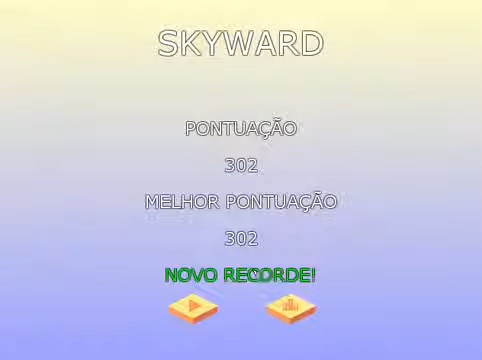 SKYWARD
PONTUAÇÃO
302
MELHOR PONTUAÇÃO
302
NOVO RECORDE!